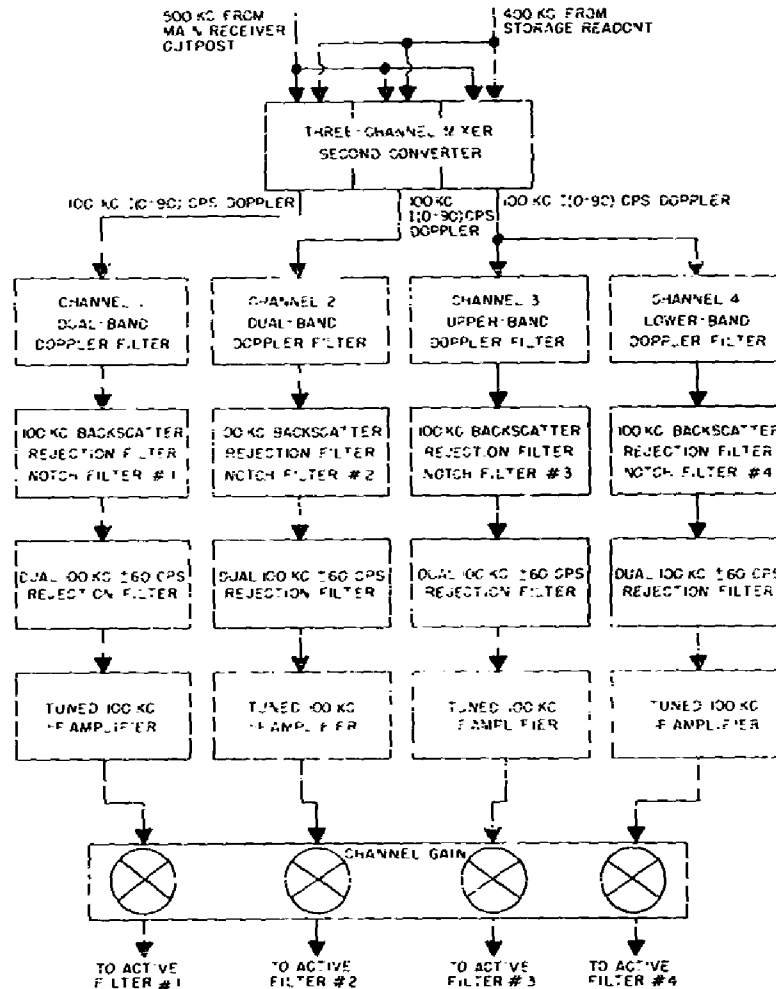 500 KC FROM
MAIN RECEIVER
OUTPOST
400 KC FROM
STORAGE READONT
THREE-CHANNEL MIXER
SECOND CONVERTER
100 KC ±(0-90) CPS DOPPLER
100 KC
±(0-90) CPS
DOPPLER
100 KC ±(0-90) CPS DOPPLER
CHANNEL 1
DUAL-BAND
DOPPLER FILTER
CHANNEL 2
DUAL-BAND
DOPPLER FILTER
CHANNEL 3
UPPER-BAND
DOPPLER FILTER
CHANNEL 4
LOWER-BAND
DOPPLER FILTER
100 KC BACKSCATTER
REJECTION FILTER
NOTCH FILTER #1
100 KC BACKSCATTER
REJECTION FILTER
NOTCH FILTER #2
100 KC BACKSCATTER
REJECTION FILTER
NOTCH FILTER #3
100 KC BACKSCATTER
REJECTION FILTER
NOTCH FILTER #4
DUAL 100 KC ±60 CPS
REJECTION FILTER
DUAL 100 KC ±60 CPS
REJECTION FILTER
DUAL 100 KC ±60 CPS
REJECTION FILTER
DUAL 100 KC ±60 CPS
REJECTION FILTER
TUNED 100 KC
IF AMPLIFIER
TUNED 100 KC
IF AMPLIFIER
TUNED 100 KC
IF AMPLIFIER
TUNED 100 KC
IF AMPLIFIER
CHANNEL GAIN
TO ACTIVE
FILTER #1
TO ACTIVE
FILTER #2
TO ACTIVE
FILTER #3
TO ACTIVE
FILTER #4